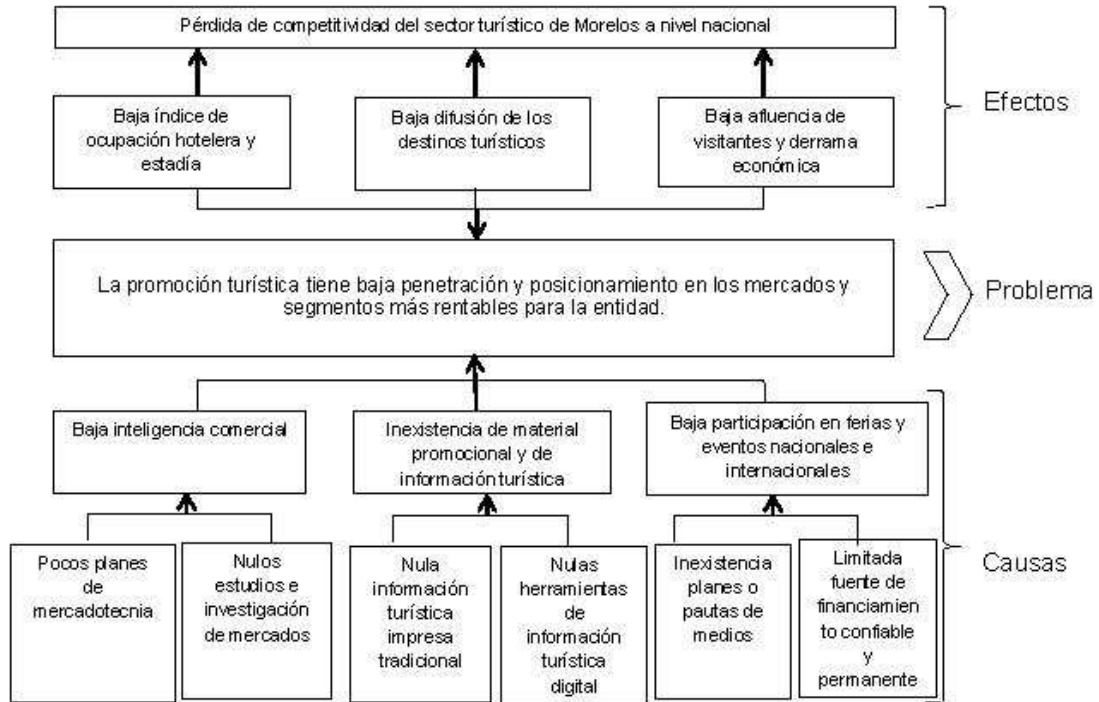 Pérdida de competitividad del sector turístico de Morelos a nivel nacional
Baja índice de
ocupación hotelera y
estadía
Baja difusión de los
destinos turísticos
Baja afluencia de
visitantes y derrama
económica
Efectos
La promoción turística tiene baja penetración y posicionamiento en los mercados y
segmentos más rentables para la entidad.
Problema
Baja inteligencia comercial
Inexistencia de material
promocional y de
información turística
Baja participación en ferias y
eventos nacionales e
internacionales
Pocos planes
de
mercadotecnia
Nulos
estudios e
investigación
de mercados
Nula
información
turística
impresa
tradicional
Nulas
herramientas
de
información
turística
digital
Inexistencia
planes o
pautas de
medios
Limitada
fuente de
financiamien
to confiable
y
permanente
Causas